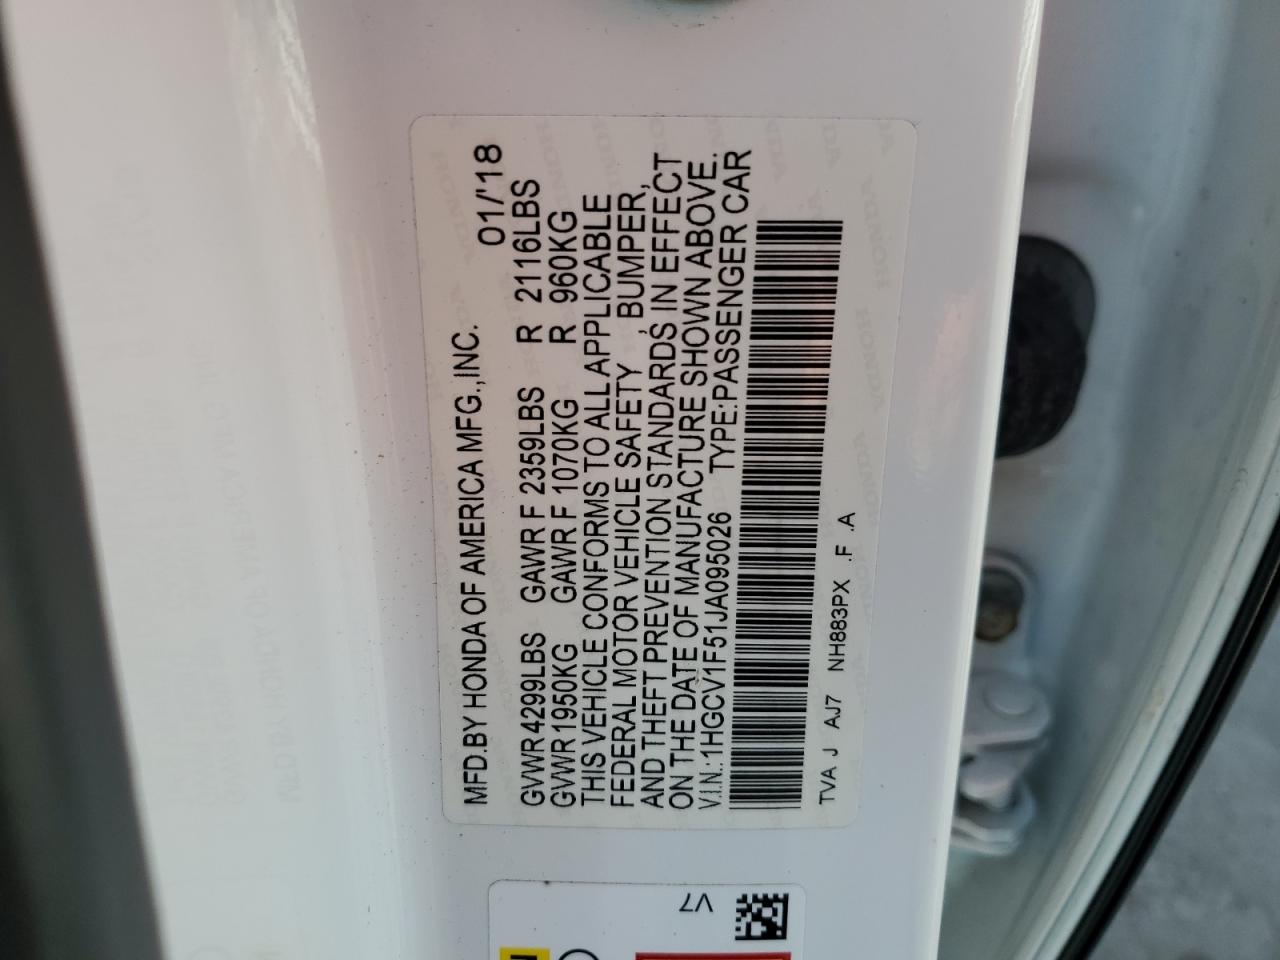 MFD.BY HONDA OF AMERICA MFG.,INC. 01/'18
GVWR 4299LBS GAWR F 2359LBS R 2116LBS
GVWR 1950KG GAWR F 1070KG R 960KG
THIS VEHICLE CONFORMS TO ALL APPLICABLE
FEDERAL MOTOR VEHICLE SAFETY , BUMPER,
AND THEFT PREVENTION STANDARDS IN EFFECT
ON THE DATE OF MANUFACTURE SHOWN ABOVE..
V.I.N.:1HGCV1F51JA095026 TYPE:PASSENGER CAR
TVA J AJ7 NH883PX .F .A
V7